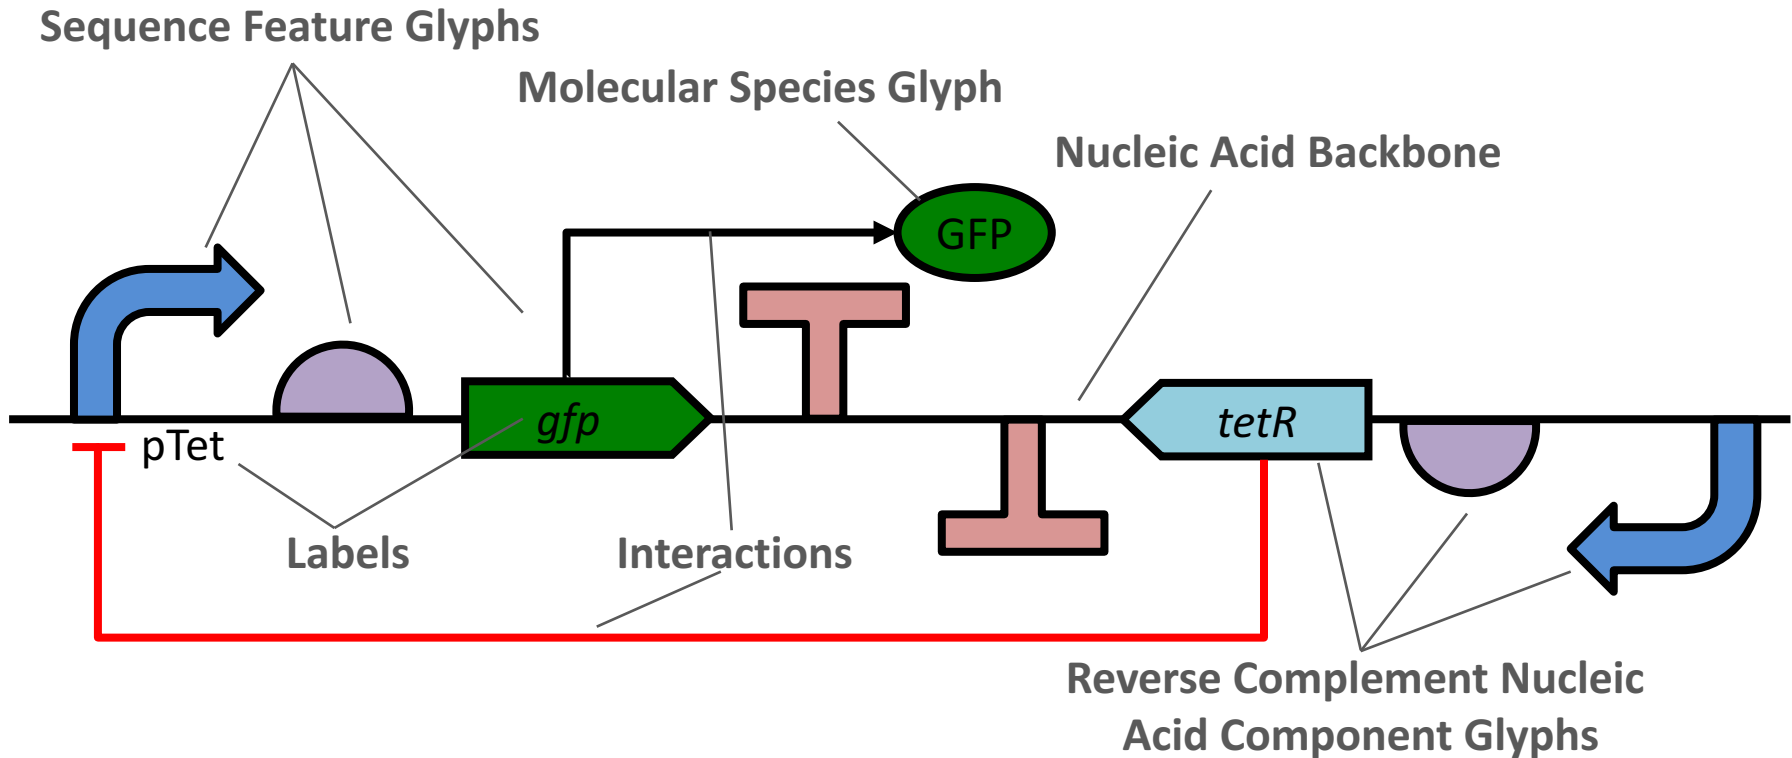 Sequence Feature Glyphs
Molecular Species Glyph
Nucleic Acid Backbone
GFP
gfp
tetR
pTet
Labels
Interactions
Reverse Complement Nucleic
Acid Component Glyphs